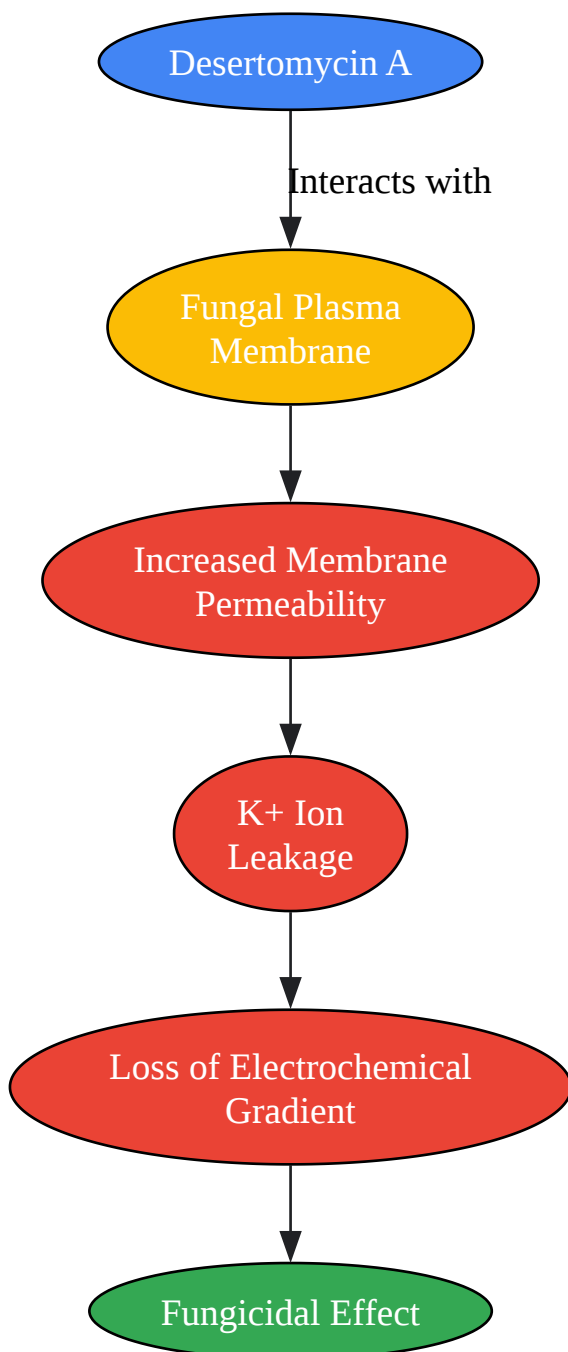 Desertomycin A
Interacts with
Fungal Plasma
Membrane
Increased Membrane
Permeability
K+ Ion
Leakage
Loss of Electrochemical
Gradient
Fungicidal Effect